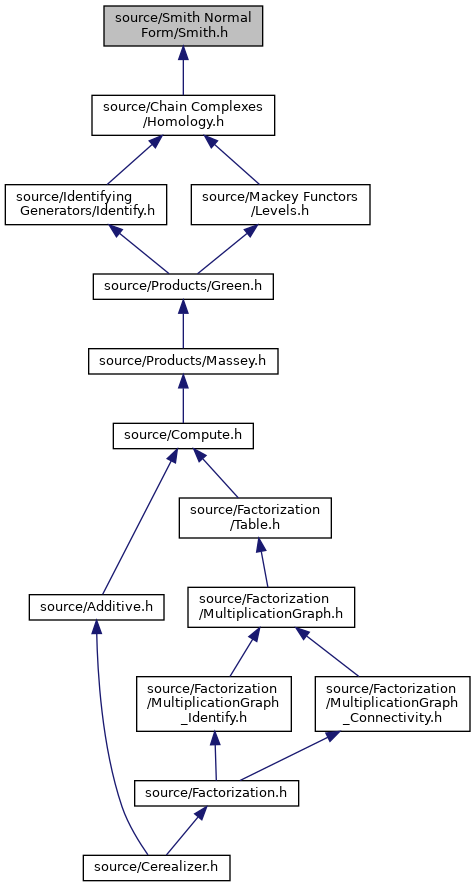 source/Smith Normal
Form/Smith.h
source/Chain Complexes
/Homology.h
source/Identifying
Generators/Identify.h
source/Mackey Functors
/Levels.h
source/Products/Green.h
source/Products/Massey.h
source/Compute.h
source/Factorization
/Table.h
source/Additive.h
source/Factorization
/MultiplicationGraph.h
source/Factorization
/MultiplicationGraph
_Identify.h
source/Factorization
/MultiplicationGraph
_Connectivity.h
source/Factorization.h
source/Cerealizer.h